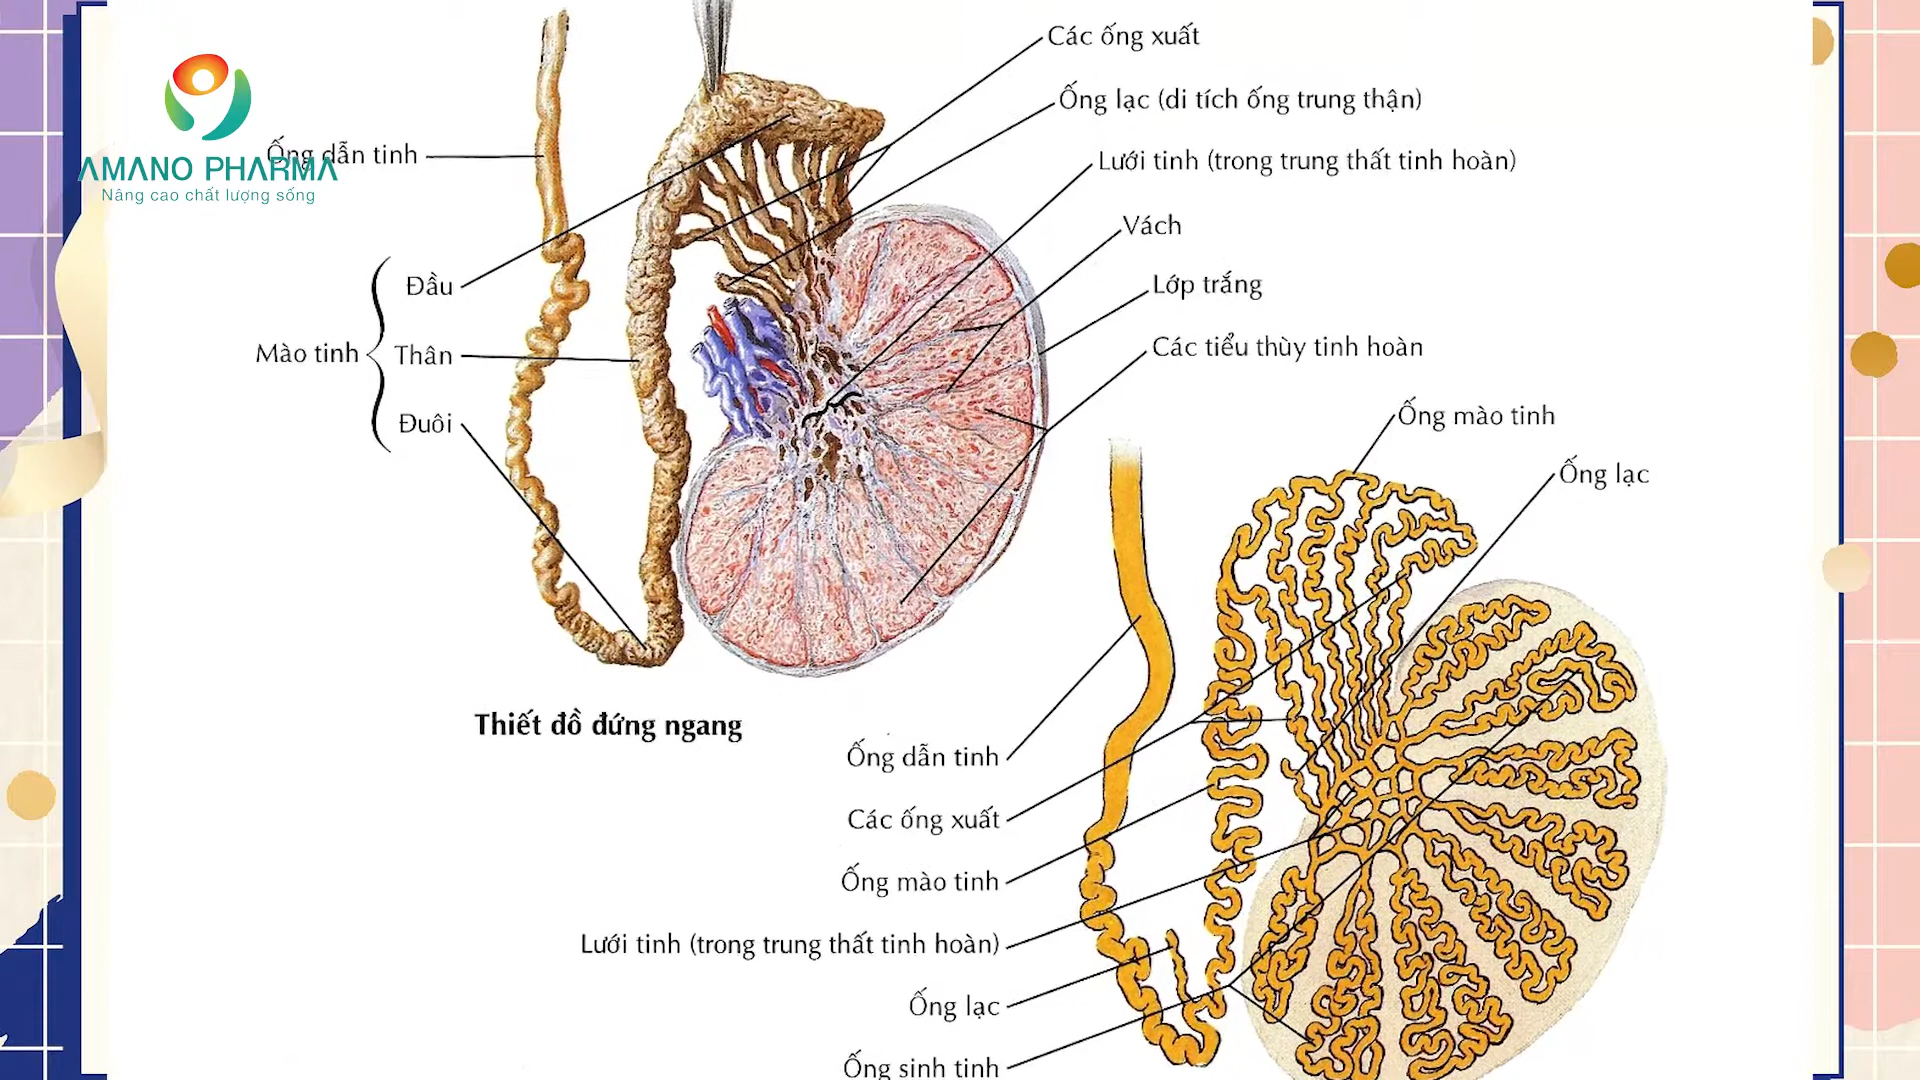 Các ống xuất
Ống lạc (di tích ống trung thận)
Ống dẫn tinh
AMANO PHARMA
Nâng cao chất lượng sống
Lưới tinh (trong trung thất tinh hoàn)
Vách
Lớp trắng
Đầu
Mào tinh
Thân
Đuôi
Các tiểu thùy tinh hoàn
Ống mào tinh
Ống lạc
Thiết đồ đứng ngang
Ống dẫn tinh
Các ống xuất
Ống mào tinh
Lưới tinh (trong trung thất tinh hoàn)
Ống lạc
Ống sinh tinh